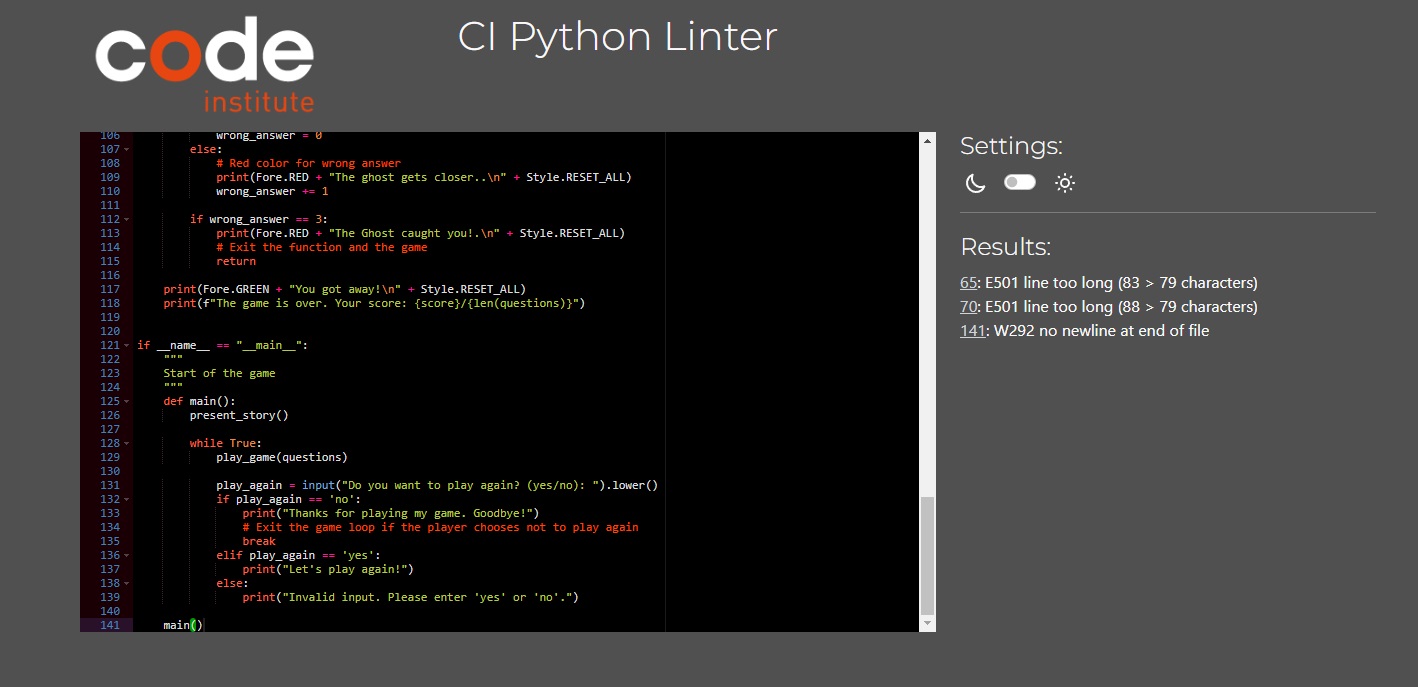 code
institute
CI Python Linter
106 wrong_answer = 0
107 else:
108 # Red color for wrong answer
109 print(Fore.RED + "The ghost gets closer..\n" + Style.RESET_ALL)
110 wrong_answer += 1
111
112 if wrong_answer == 3:
113 print(Fore.RED + "The Ghost caught you!.\n" + Style.RESET_ALL)
114 # Exit the function and the game
115 return
116
117 print(Fore.GREEN + "You got away!\n" + Style.RESET_ALL)
118 print(f"The game is over. Your score: {score}/{len(questions)}")
119
120
121 if __name__ == "__main__":
122 """
123 Start of the game
124 """
125 def main():
126 present_story()
127
128 while True:
129 play_game(questions)
130
131 play_again = input("Do you want to play again? (yes/no): ").lower()
132 if play_again == 'no':
133 print("Thanks for playing my game. Goodbye!")
134 # Exit the game loop if the player chooses not to play again
135 break
136 elif play_again == 'yes':
137 print("Let's play again!")
138 else:
139 print("Invalid input. Please enter 'yes' or 'no'.")
140
141 main()
Settings:
Results:
65: E501 line too long (83 > 79 characters)
70: E501 line too long (88 > 79 characters)
141: W292 no newline at end of file